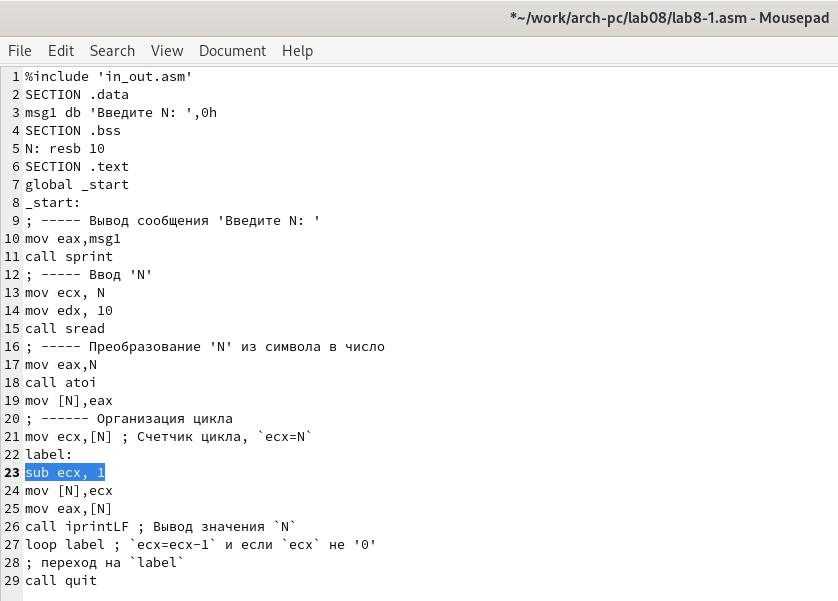 *~/work/arch-pc/lab08/lab8-1.asm - Mousepad
File Edit Search View Document Help
1 %include 'in_out.asm'
2 SECTION .data
3 msg1 db 'Введите N: ',0h
4 SECTION .bss
5 N: resb 10
6 SECTION .text
7 global _start
8 _start:
9 ; ----- Вывод сообщения 'Введите N: '
10 mov eax,msg1
11 call sprint
12 ; ----- Ввод 'N'
13 mov ecx, N
14 mov edx, 10
15 call sread
16 ; ----- Преобразование 'N' из символа в число
17 mov eax,N
18 call atoi
19 mov [N],eax
20 ; ------ Организация цикла
21 mov ecx,[N] ; Счетчик цикла, `ecx=N`
22 label:
23 sub ecx, 1
24 mov [N],ecx
25 mov eax,[N]
26 call iprintLF ; Вывод значения `N`
27 loop label ; `ecx=ecx-1` и если `ecx` не '0'
28 ; переход на `label`
29 call quit